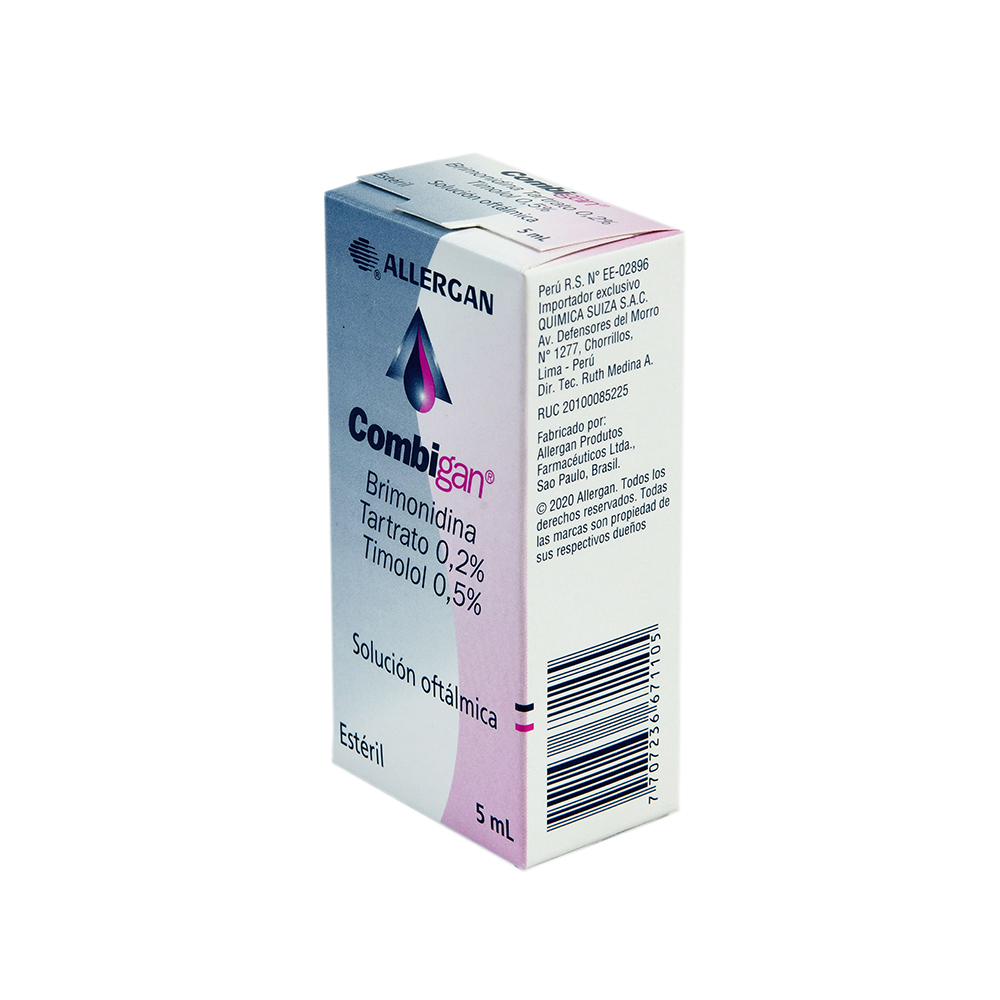 Combigan®
Brimonidina Tartrato 0,2%
Timolol 0,5%
Solución oftálmica
Estéril
5 mL
ALLERGAN
®
Combigan®
Brimonidina
Tartrato 0,2%
Timolol 0,5%
Solución oftálmica
Estéril
5 mL
Perú R.S. N° EE-02896
Importador exclusivo
QUIMICA SUIZA S.A.C.
Av. Defensores del Morro
N° 1277, Chorrillos,
Lima - Perú
Dir. Tec. Ruth Medina A.
RUC 20100085225
Fabricado por:
Allergan Produtos
Farmacéuticos Ltda.,
Sao Paulo, Brasil.
© 2020 Allergan. Todos los
derechos reservados. Todas
las marcas son propiedad de
sus respectivos dueños
7 707236 671105